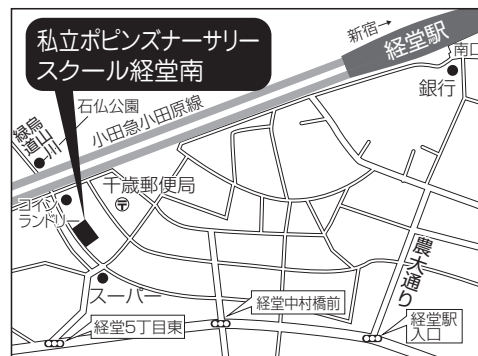 私立ポピンズナーサリー
スクール経堂南
新宿→
経堂駅
南口
銀行
石仏公園
小田急小田原線
烏山川
緑道
千歳郵便局
コイン
ランドリー
スーパー
農大通り
経堂中村橋前
経堂5丁目東
経堂駅
入口